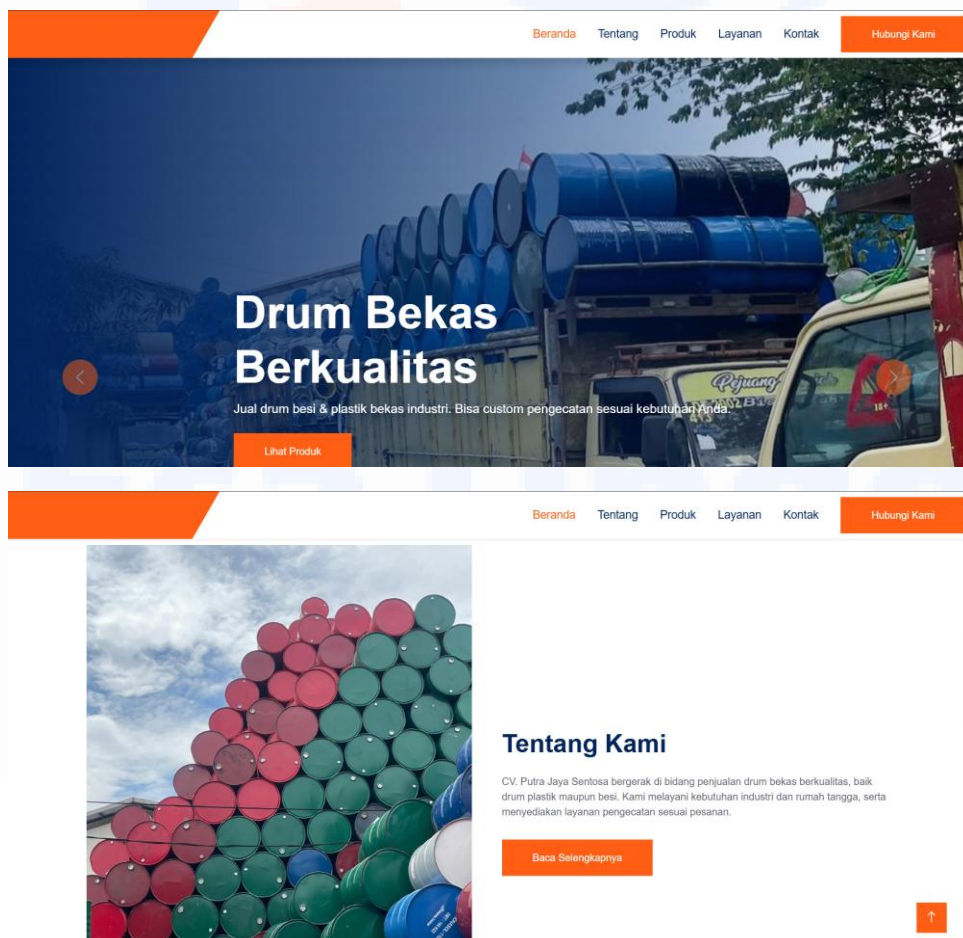 Beranda Tentang Produk Layanan Kontak Hubungi Kami
Drum Bekas
Berkualitas
Jual drum besi & plastik bekas industri. Bisa custom pengecatan sesuai kebutuhan Anda.
Lihat Produk
Pejuang
18+
Beranda Tentang Produk Layanan Kontak Hubungi Kami
Tentang Kami
CV. Putra Jaya Sentosa bergerak di bidang penjualan drum bekas berkualitas, baik
drum plastik maupun besi. Kami melayani kebutuhan industri dan rumah tangga, serta
menyediakan layanan pengecatan sesuai pesanan.
Baca Selengkapnya